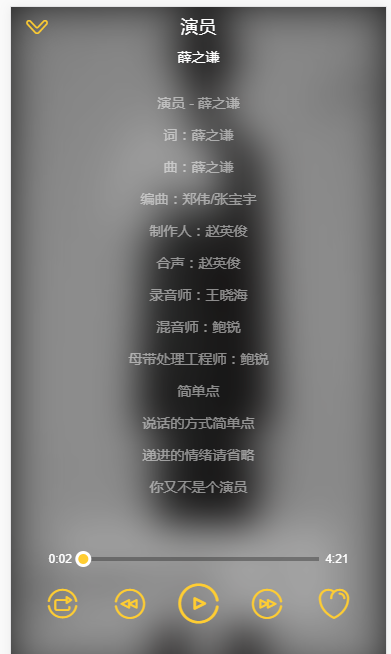 演员
薛之谦
演员 - 薛之谦
词：薛之谦
曲：薛之谦
编曲：郑伟/张宝宇
制作人：赵英俊
合声：赵英俊
录音师：王晓海
混音师：鲍锐
母带处理工程师：鲍锐
简单点
说话的方式简单点
递进的情绪请省略
你又不是个演员
0:02 4:21